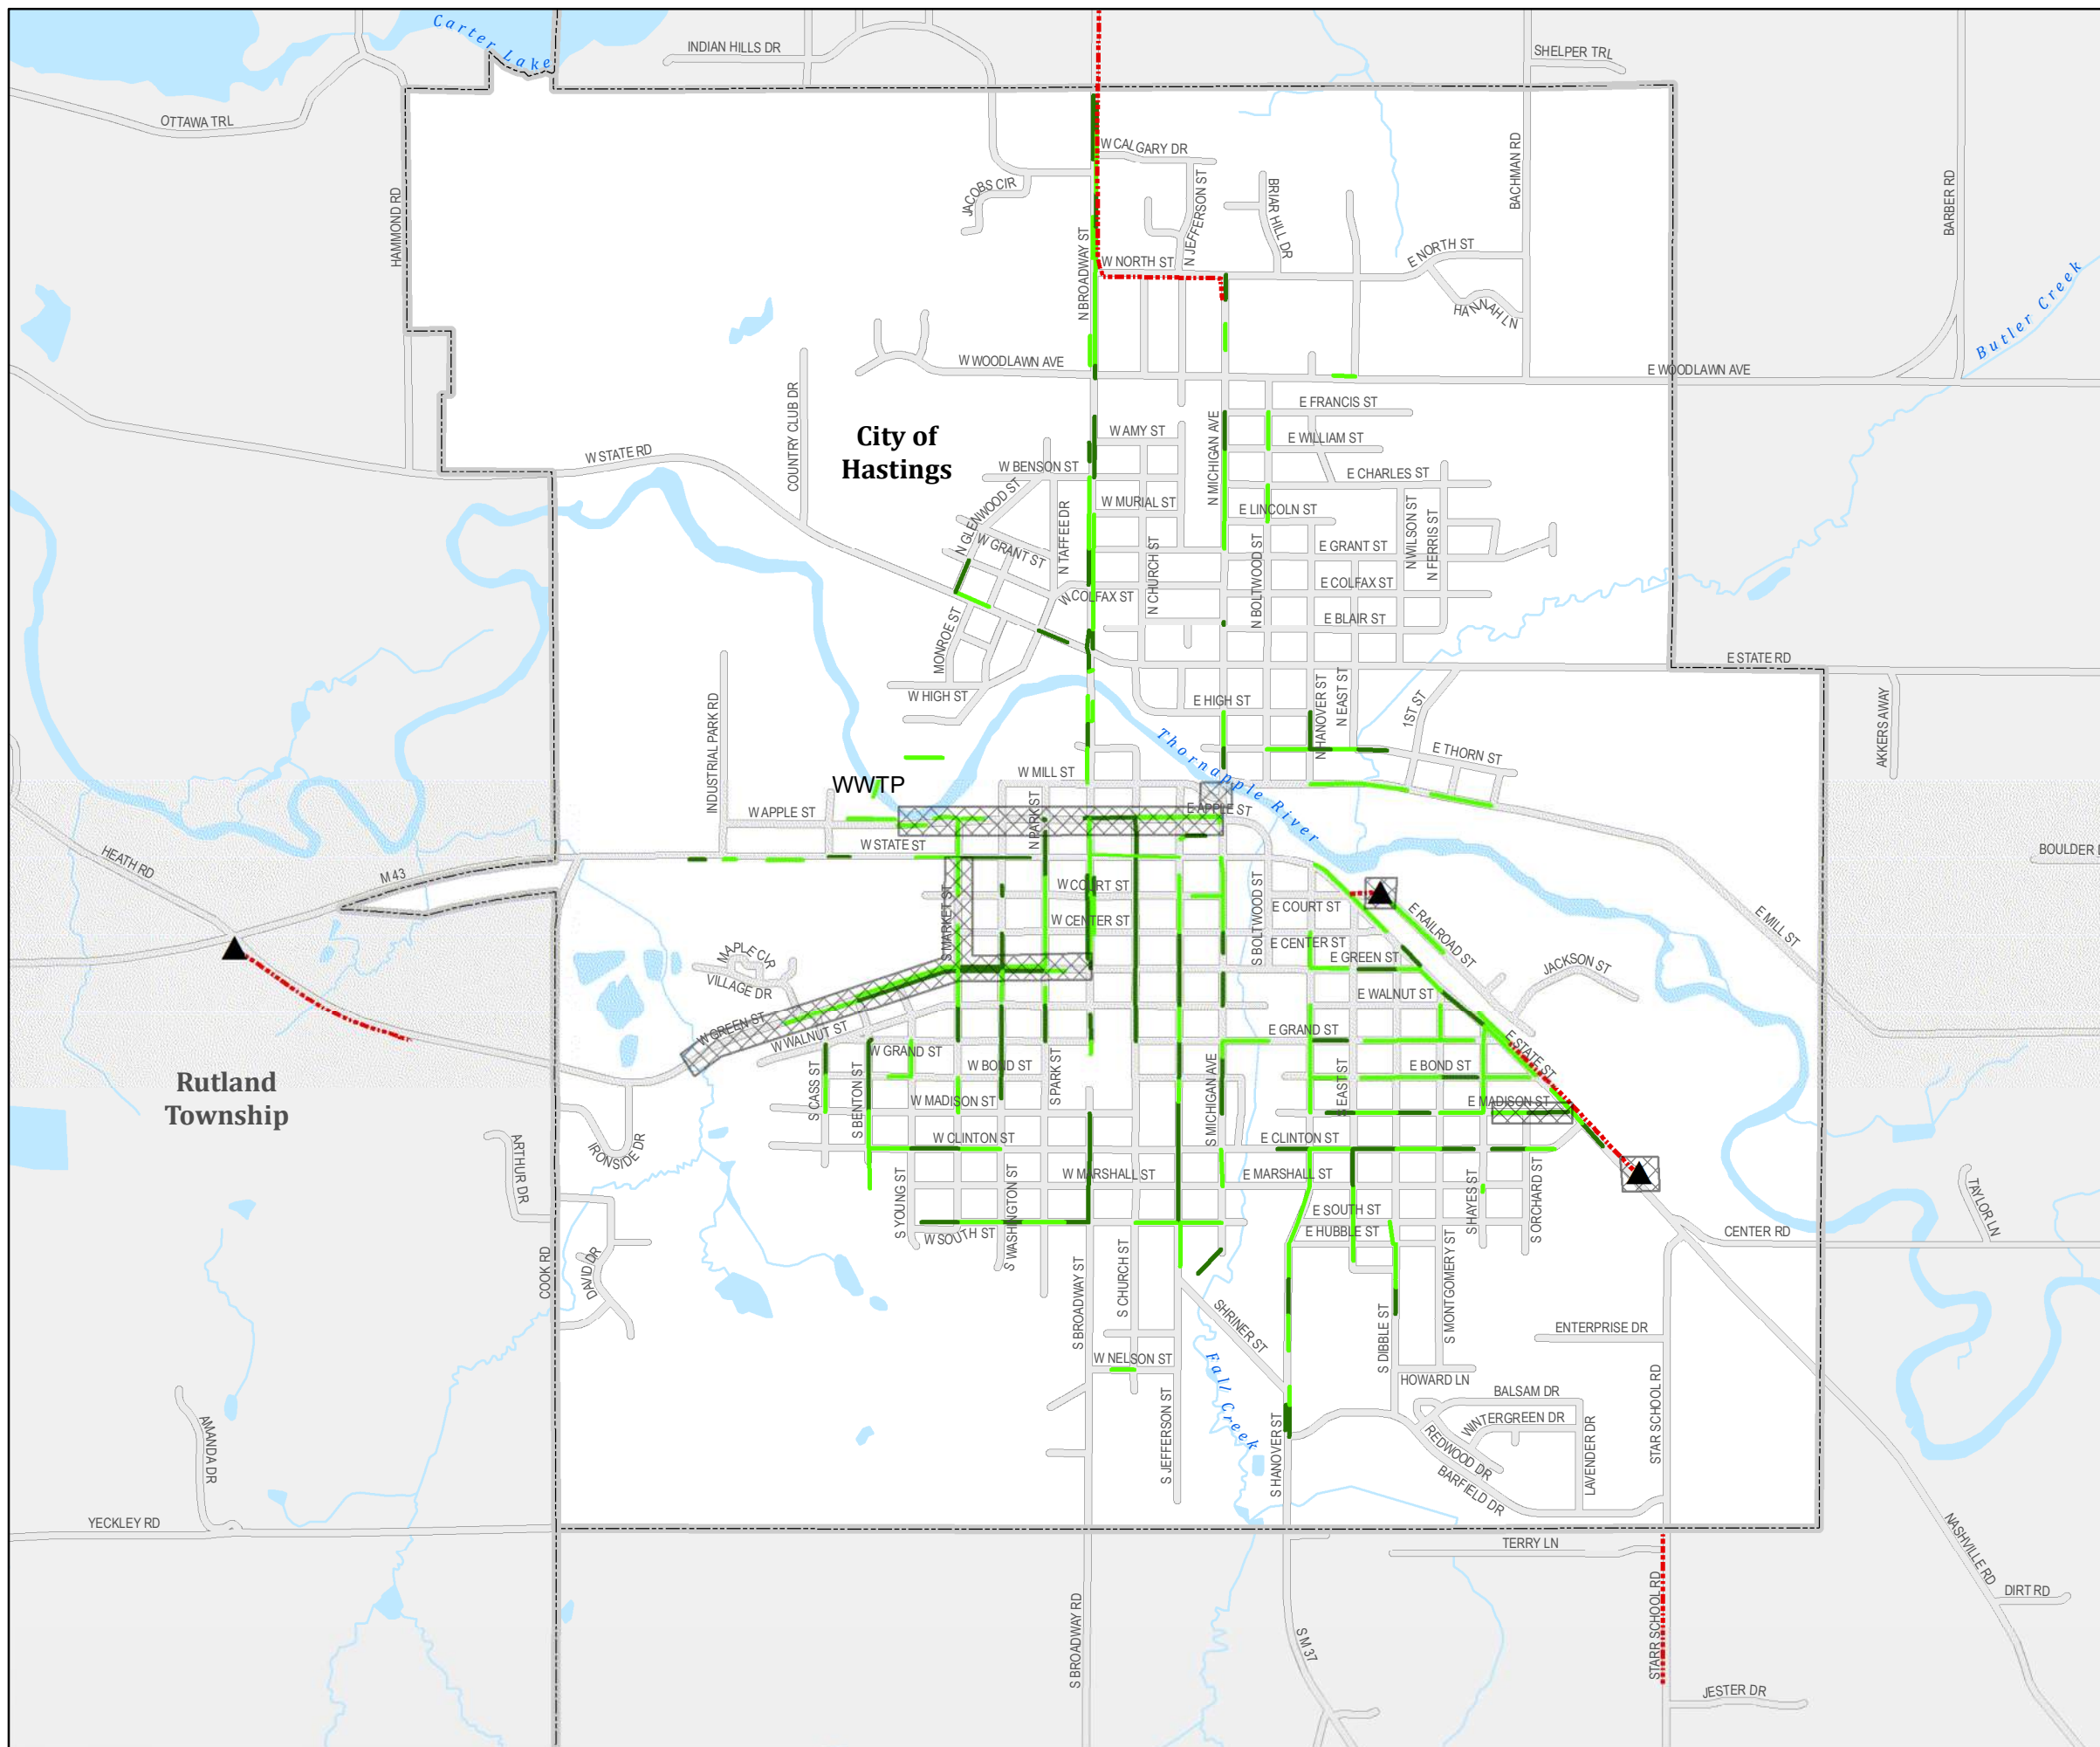 Carter Lake
INDIAN HILLS DR
SHELPER TRL
OTTAWA TRL
W CALGARY DR
BACHMAN RD
JACOBS CIR
N JEFFERSON ST
BRIAR HILL DR
BARBER RD
HAMMOND RD
N BROADWAY ST
W NORTH ST
E NORTH ST
HANNAH LN
Butler Creek
W WOODLAWN AVE
E WOODLAWN AVE
COUNTRY CLUB DR
E FRANCIS ST
City of
Hastings
W AMY ST
N MICHIGAN AVE
E WILLIAM ST
W STATE RD
W BENSON ST
E CHARLES ST
N GLENWOOD ST
W MURIAL ST
E LINCOLN ST
N WILSON ST
N FERRIS ST
W GRANT ST
N TAFFEE DR
N CHURCH ST
N BOLTWOOD ST
E GRANT ST
W COLFAX ST
E COLFAX ST
MONROE ST
E BLAIR ST
E STATE RD
W HIGH ST
E HIGH ST
N HANOVER ST
N EAST ST
1ST ST
AKKERS AWAY
INDUSTRIAL PARK RD
Thornapple River
E THORN ST
WWTP
W MILL ST
W APPLE ST
N PARK ST
E APPLE ST
W STATE ST
HEATH RD
M 43
W COURT ST
E COURT ST
E RAILROAD ST
E MILL ST
S MARKET ST
W CENTER ST
S BOLTWOOD ST
E CENTER ST
MAPLE CIR
VILLAGE DR
E GREEN ST
JACKSON ST
E WALNUT ST
W GREEN ST
W WALNUT ST
E GRAND ST
E STATE ST
Rutland
Township
W GRAND ST
W BOND ST
S PARK ST
E BOND ST
S CASS ST
S BENTON ST
W MADISON ST
S MICHIGAN AVE
S EAST ST
E MADISON ST
IRONSIDE DR
W CLINTON ST
E CLINTON ST
ARTHUR DR
W MARSHALL ST
E MARSHALL ST
S YOUNG ST
S WASHINGTON ST
S HAYES ST
S ORCHARD ST
TAYLOR LN
W SOUTH ST
E SOUTH ST
E HUBBLE ST
CENTER RD
COOK RD
DAVID DR
S BROADWAY ST
S CHURCH ST
SHRINER ST
S DIBBLE ST
S MONTGOMERY ST
ENTERPRISE DR
W NELSON ST
Fall Creek
HOWARD LN
STAR SCHOOL RD
BALSAM DR
WINTERGREEN DR
AMANDA DR
S JEFFERSON ST
S HANOVER ST
REDWOOD DR
BARFIELD DR
LAVENDER DR
YECKLEY RD
TERRY LN
NASHVILLE RD
DIRT RD
S BROADWAY RD
S M 37
STARR SCHOOL RD
JESTER DR